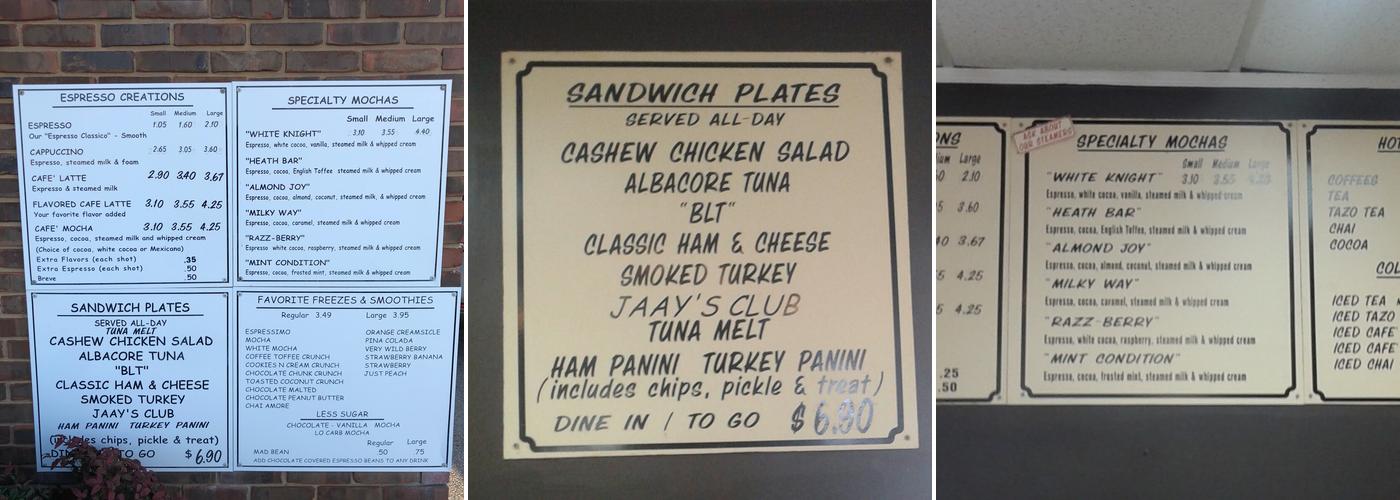 ESPRESSO CREATIONS
Small Medium Large
ESPRESSO 1.05 1.60 2.10
Our "Espresso Classico" - Smooth
CAPPUCCINO 2.65 3.05 3.60
Espresso, steamed milk & foam
CAFE' LATTE 2.90 3.40 3.67
Expresso & steamed milk
FLAVORED CAFE LATTE 3.10 3.55 4.25
Your favorite flavor added
CAFE' MOCHA 3.10 3.55 4.25
Espresso, cocoa, steamed milk and whipped cream
(Choice of cocoa, white cocoa or Mexicano)
Extra Flavors (each shot) .35
Extra Espresso (each shot) .50
Breve .50
SPECIALTY MOCHAS
Small Medium Large
"WHITE KNIGHT" 3.10 3.55 4.40
Espresso, white cocoa, vanilla, steamed milk & whipped cream
"HEATH BAR"
Espresso, cocoa, English Toffee steamed milk & whipped cream
"ALMOND JOY"
Espresso, cocoa, almond, coconut, steamed milk, & whipped cream
"MILKY WAY"
Espresso, cocoa, caramel, steamed milk & whipped cream
"RAZZ-BERRY"
Espresso white cocoa, raspberry, steamed milk & whipped cream
"MINT CONDITION"
Espresso, cocoa, frosted mint, steamed milk & whipped cream
SANDWICH PLATES
SERVED ALL-DAY
TUNA MELT
CASHEW CHICKEN SALAD
ALBACORE TUNA
"BLT"
CLASSIC HAM & CHEESE
SMOKED TURKEY
JAAY'S CLUB
HAM PANINI TURKEY PANINI
chips, pickle & treat)
TO GO $6.90
FAVORITE FREEZES & SMOOTHIES
Regular 3.49 Large 3.95
ESPRESSIMO
MOCHA
WHITE MOCHA
COFFEE TOFFEE CRUNCH
COOKIES N CREAM CRUNCH
CHOCOLATE CHUNK CRUNCH
TOASTED COCONUT CRUNCH
CHOCOLATE MALTED
CHOCOLATE PEANUT BUTTER
CHAI AMORE
ORANGE CREAMSICLE
PINA COLADA
VERY WILD BERRY
STRAWBERRY BANANA
STRAWBERRY
JUST PEACH
LESS SUGAR
CHOCOLATE - VANILLA MOCHA
LO CARB MOCHA
Regular Large
MAD BEAN 50 .75
ADD CHOCOLATE COVERED ESPRESSO BEANS TO ANY DRINK
SANDWICH PLATES
SERVED ALL-DAY
CASHEW CHICKEN SALAD
ALBACORE TUNA
"BLT"
CLASSIC HAM & CHEESE
SMOKED TURKEY
JAAY'S CLUB
TUNA MELT
HAM PANINI TURKEY PANINI
(includes chips, pickle & treat)
DINE IN / TO GO $6.90
NS
Large
2.10
3.60
3.67
4.25
4.25
.25
.50
ASK ABOUT
OUR STEAMERS
SPECIALTY MOCHAS
Small Medium Large
"WHITE KNIGHT" 3.10 3.55
Espresso, white cocoa, vanilla, steamed milk & whipped cream
"HEATH BAR"
Espresso, cocoa, English Toffee, steamed milk & whipped cream
"ALMOND JOY"
Espresso, cocoa, almond, coconut, steamed milk & whipped cream
"MILKY WAY"
Espresso, cocoa, caramel, steamed milk & whipped cream
"RAZZ-BERRY"
Espresso, white cocoa, raspberry, steamed milk & whipped cream
"MINT CONDITION"
Espresso, cocoa, frosted mint, steamed milk & whipped cream
HOT
COFFEES
TEA
TAZO TEA
CHAI
COCOA
ICED TEA
ICED TAZO
ICED CAFE'
ICED CAFE'
ICED CHAI